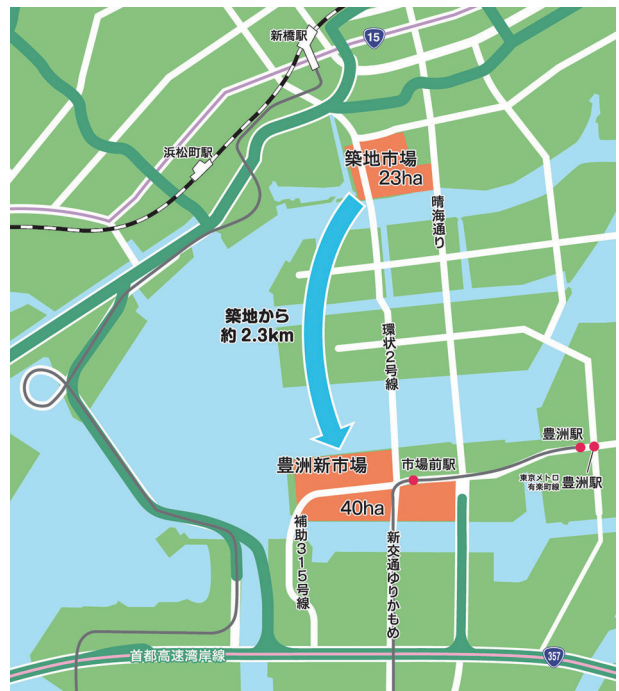 新橋駅
15
浜松町駅
築地市場
23ha
晴海通り
築地から
約2.3km
環状2号線
豊洲駅
豊洲新市場
市場前駅
東京メトロ
有楽町線
豊洲駅
40ha
補助315号線
新交通ゆりかもめ
首都高速湾岸線
357